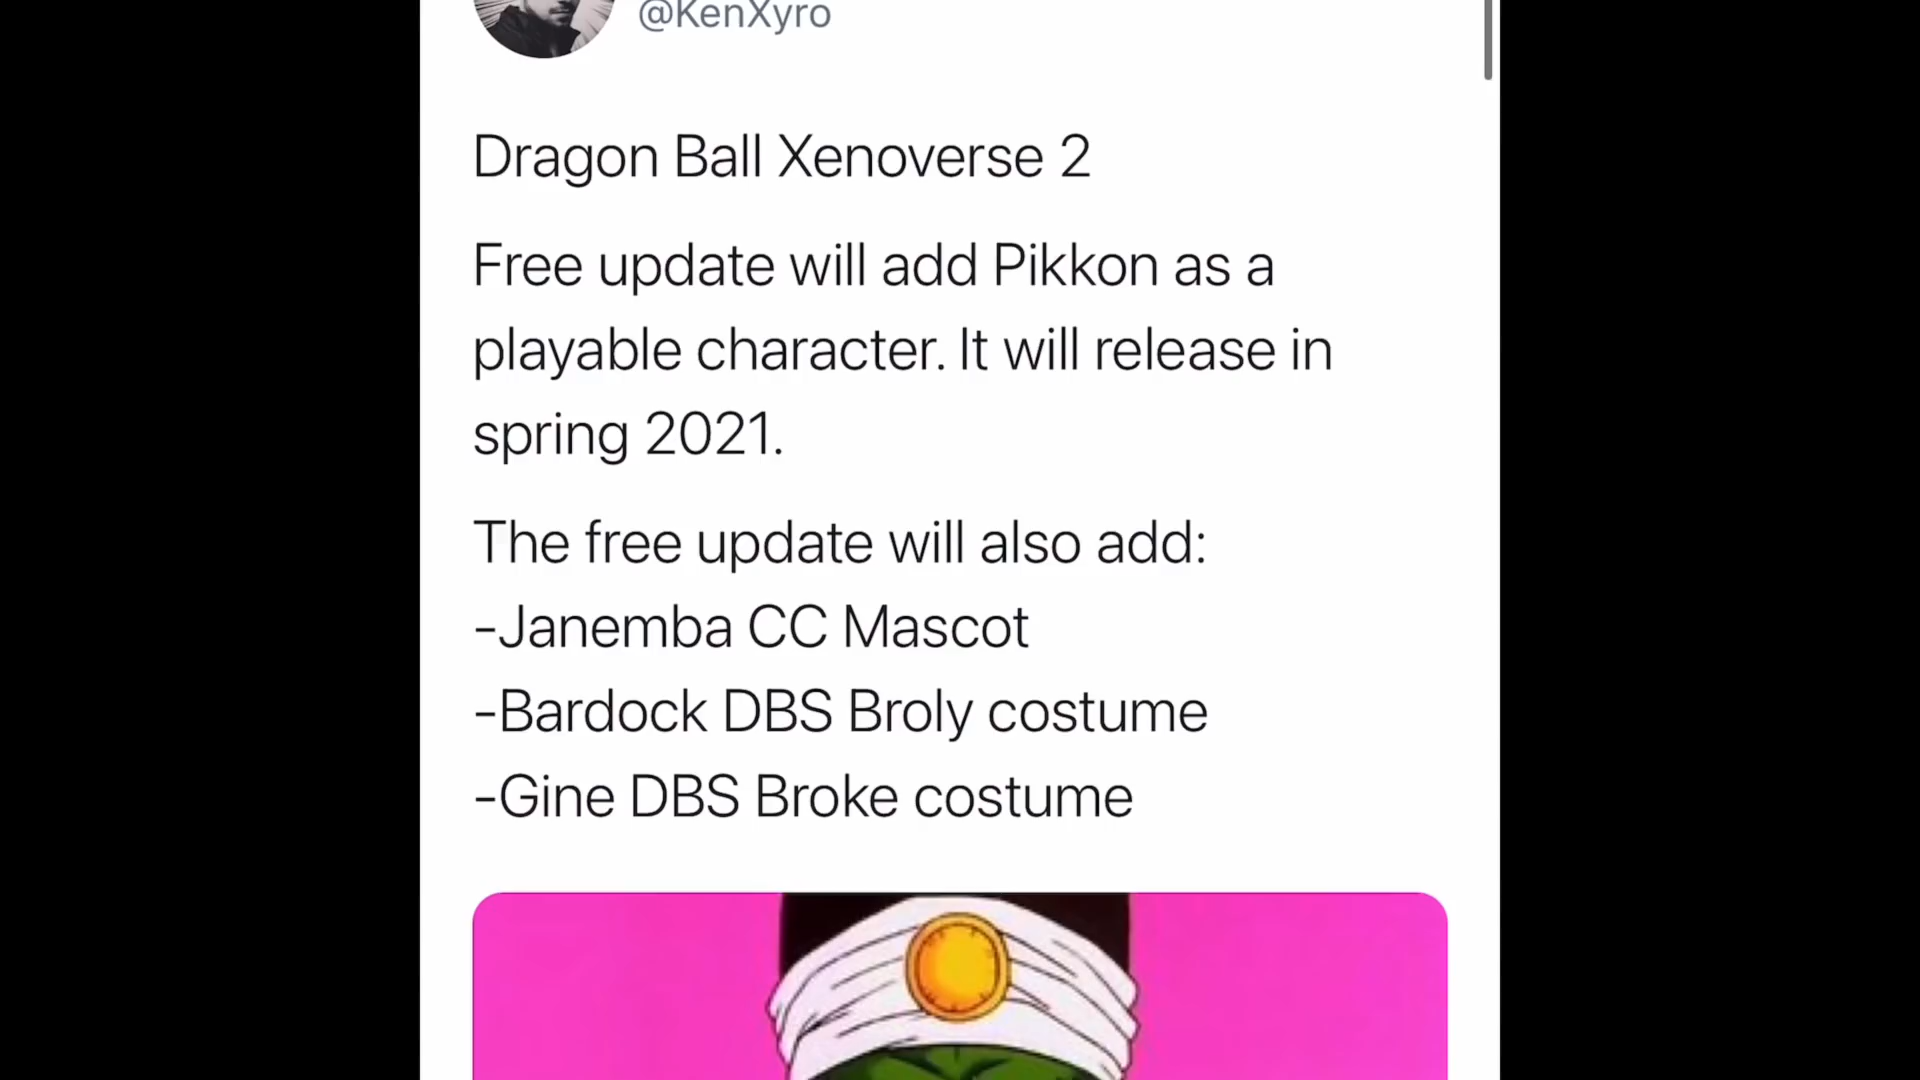 @KenXyro
Dragon Ball Xenoverse 2
Free update will add Pikkon as a
playable character. It will release in
spring 2021.
The free update will also add:
-Janemba CC Mascot
-Bardock DBS Broly costume
-Gine DBS Broke costume